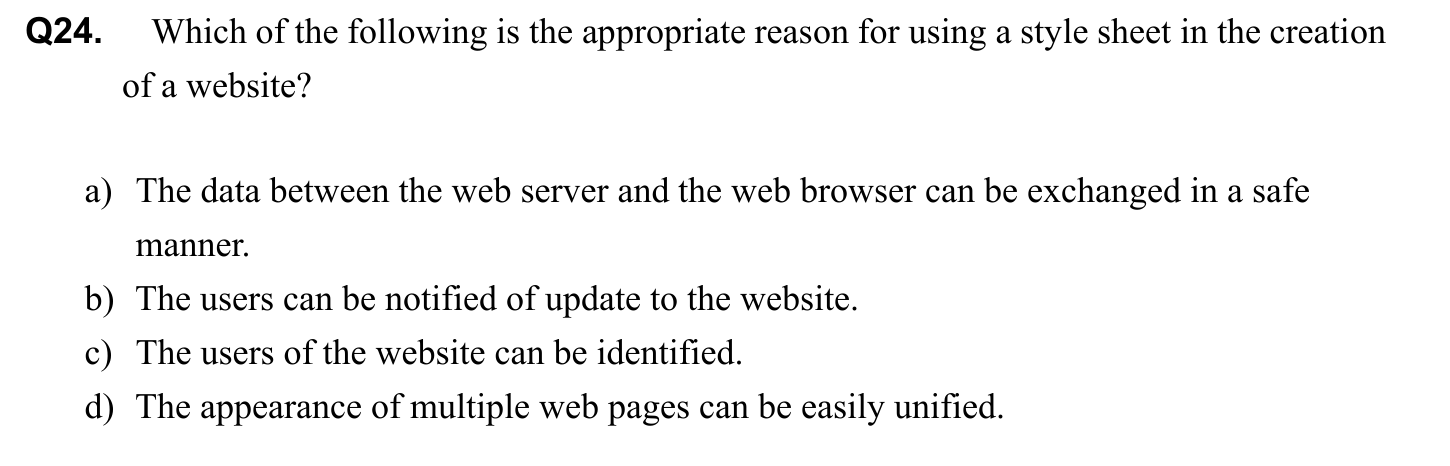 Q24. Which of the following is the appropriate reason for using a style sheet in the creation
of a website?
a) The data between the web server and the web browser can be exchanged in a safe
manner.
b) The users can be notified of update to the website.
c) The users of the website can be identified.
d) The appearance of multiple web pages can be easily unified.